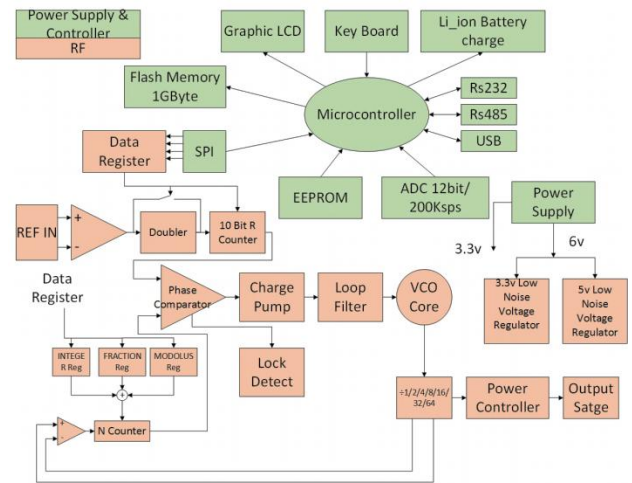 Power Supply &
Controller
RF
Graphic LCD
Key Board
Li_ion Battery
charge
Flash Memory
1GByte
Microcontroller
Rs232
Rs485
USB
Data
Register
SPI
EEPROM
ADC 12bit/
200Ksps
Power
Supply
3.3v
6v
REF IN
+
-
Doubler
10 Bit R
Counter
Data
Register
Phase
Comparator
Charge
Pump
Loop
Filter
VCO
Core
3.3v Low
Noise
Voltage
Regulator
5v Low
Noise
Voltage
Regulator
Lock
Detect
INTEGE
R Reg
FRACTION
Reg
MODOLUS
Reg
+
+
-
N Counter
÷1/2/4/8/16/
32/64
Power
Controller
Output
Satge